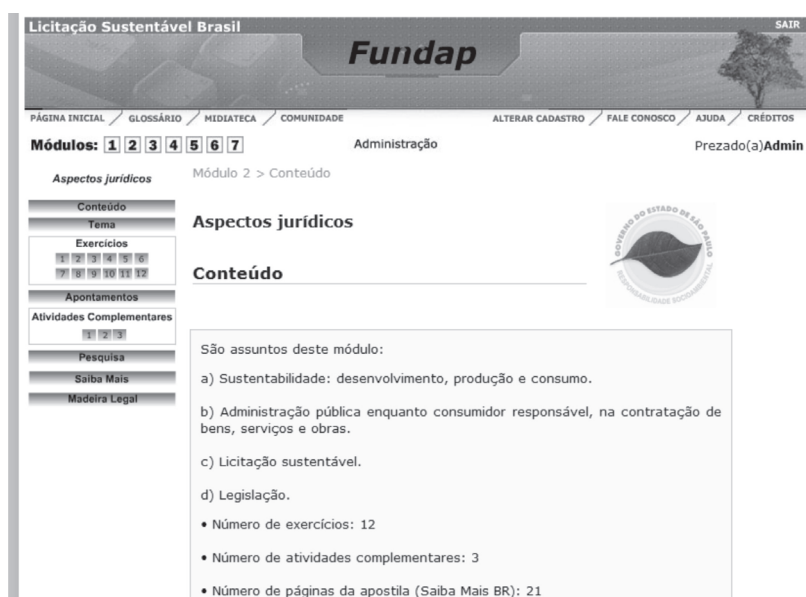 Licitação Sustentável Brasil
SAIR
Fundap
PÁGINA INICIAL
GLOSSÁRIO
MIDIATECA
COMUNIDADE
ALTERAR CADASTRO
FALE CONOSCO
AJUDA
CRÉDITOS
Módulos: 1 2 3 4 5 6 7
Administração
Prezado(a)Admin
Aspectos jurídicos
Conteúdo
Tema
Exercícios
1 2 3 4 5 6
7 8 9 10 11 12
Apontamentos
Atividades Complementares
1 2 3
Pesquisa
Saiba Mais
Madeira Legal
Módulo 2 > Conteúdo
Aspectos jurídicos
Conteúdo
GOVERNO DO ESTADO DE SÃO PAULO
RESPONSABILIDADE SOCIOAMBIENTAL
São assuntos deste módulo:
a) Sustentabilidade: desenvolvimento, produção e consumo.
b) Administração pública enquanto consumidor responsável, na contratação de
bens, serviços e obras.
c) Licitação sustentável.
d) Legislação.
• Número de exercícios: 12
• Número de atividades complementares: 3
• Número de páginas da apostila (Saiba Mais BR): 21